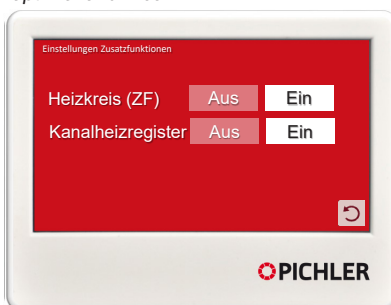 Einstellungen Zusatzfunktionen
Heizkreis (ZF) Aus Ein
Kanalheizregister Aus Ein
PICHLER